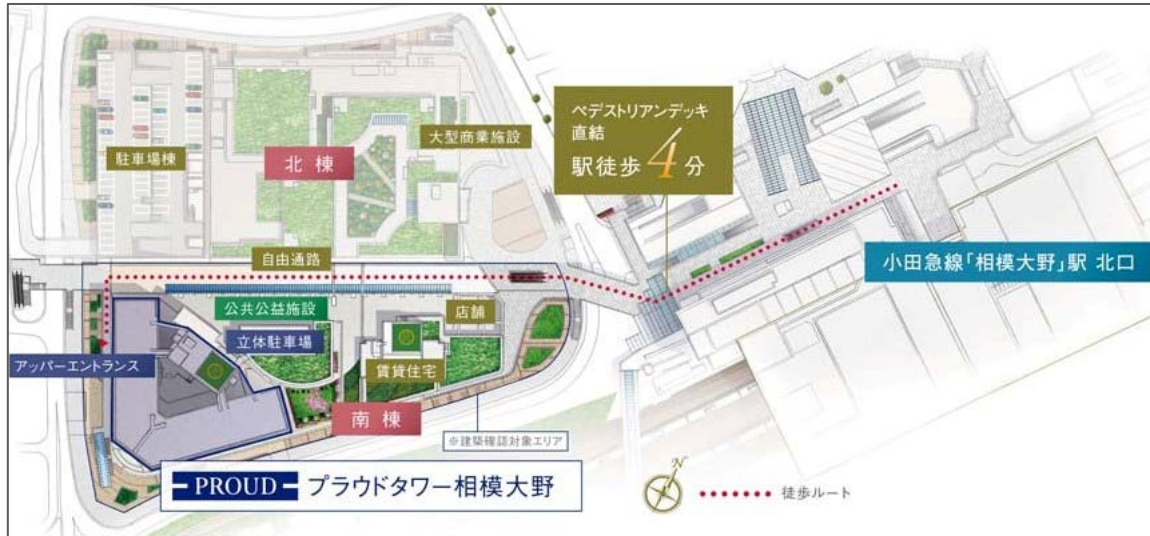 ペデストリアンデッキ
直結
駅徒歩4分
大型商業施設
駐車場棟
北棟
自由通路
小田急線「相模大野」駅 北口
公共公益施設
店舗
立体駐車場
アッパーエントランス
賃貸住宅
南棟
※建築確認対象エリア
PROUD プラウドタワー相模大野
N
徒歩ルート